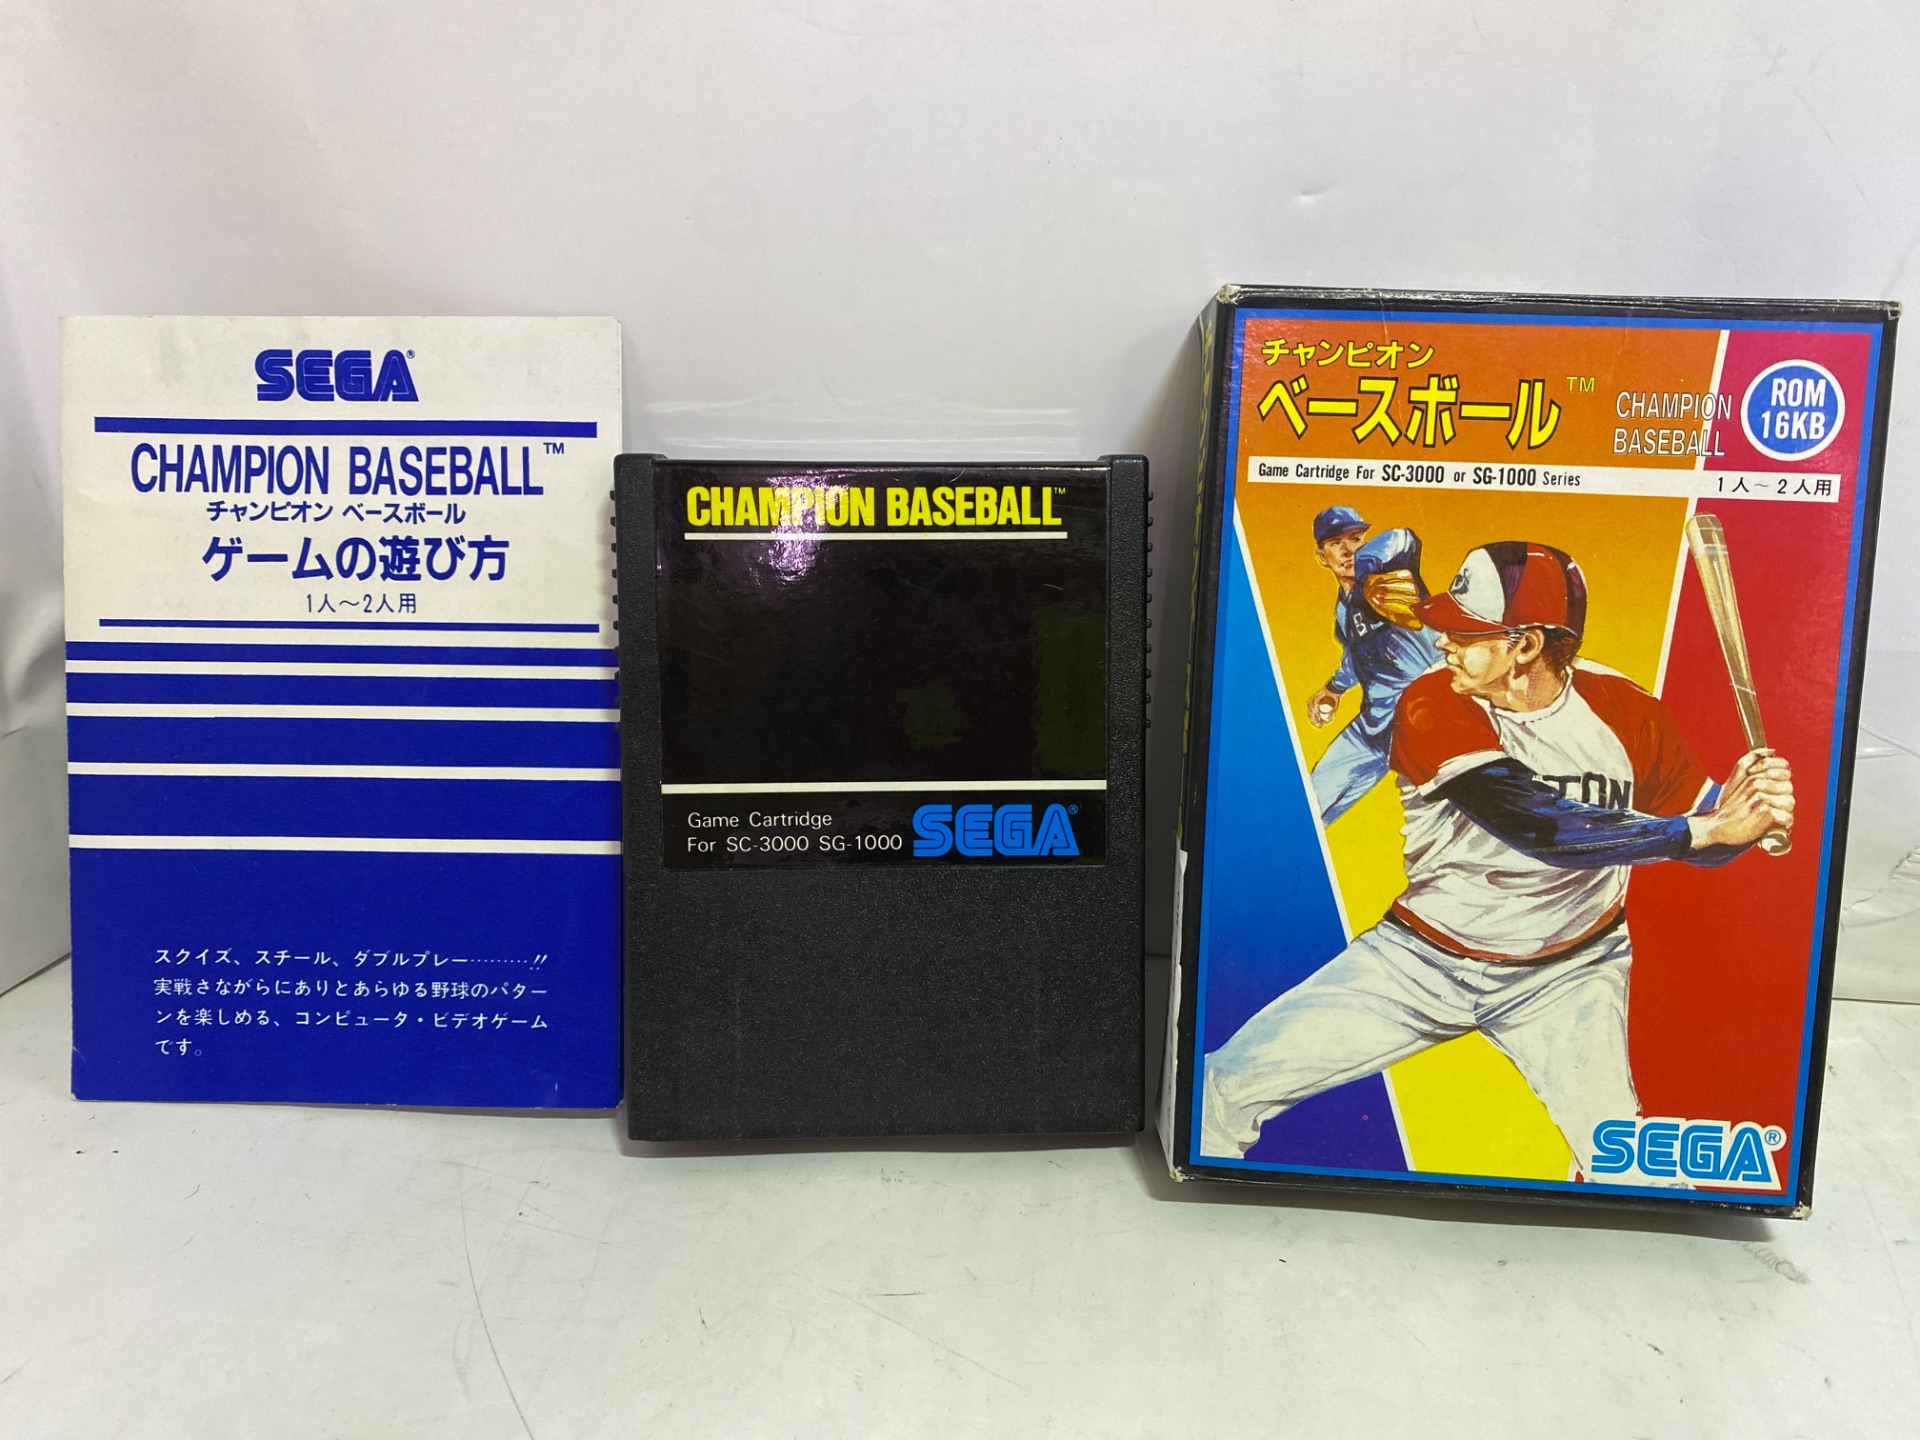 SEGA®
CHAMPION BASEBALL™
チャンピオン ベースボール
ゲームの遊び方
1人〜2人用
スクイズ、スチール、ダブルプレー………!!
実戦さながらにありとあらゆる野球のパター
ンを楽しめる、コンピュータ・ビデオゲーム
です。
CHAMPION BASEBALL™
Game Cartridge
For SC-3000 SG-1000
SEGA®
チャンピオン
ベースボール™
CHAMPION
BASEBALL
ROM
16KB
Game Cartridge For SC-3000 or SG-1000 Series
1人〜2人用
TON
SEGA®